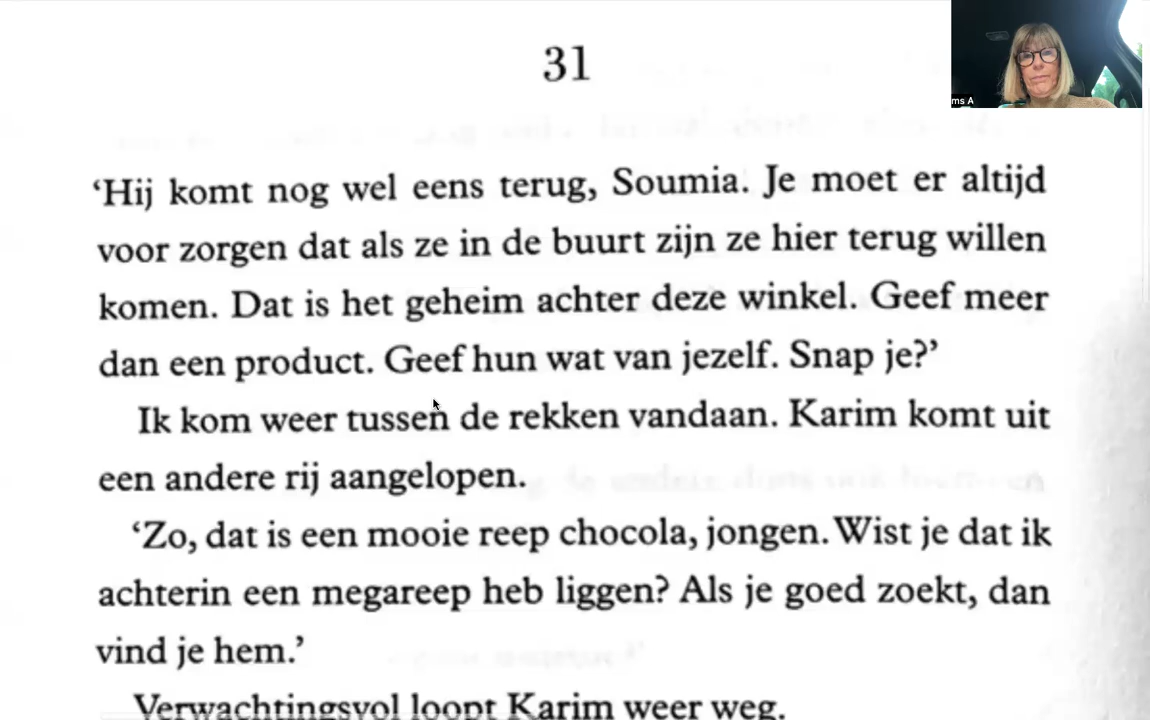 31
ms A
‘Hij komt nog wel eens terug, Soumia. Je moet er altijd
voor zorgen dat als ze in de buurt zijn ze hier terug willen
komen. Dat is het geheim achter deze winkel. Geef meer
dan een product. Geef hun wat van jezelf. Snap je?’
Ik kom weer tussen de rekken vandaan. Karim komt uit
een andere rij aangelopen.
‘Zo, dat is een mooie reep chocola, jongen. Wist je dat ik
achterin een megareep heb liggen? Als je goed zoekt, dan
vind je hem.’
Verwachtingsvol loopt Karim weer weg.